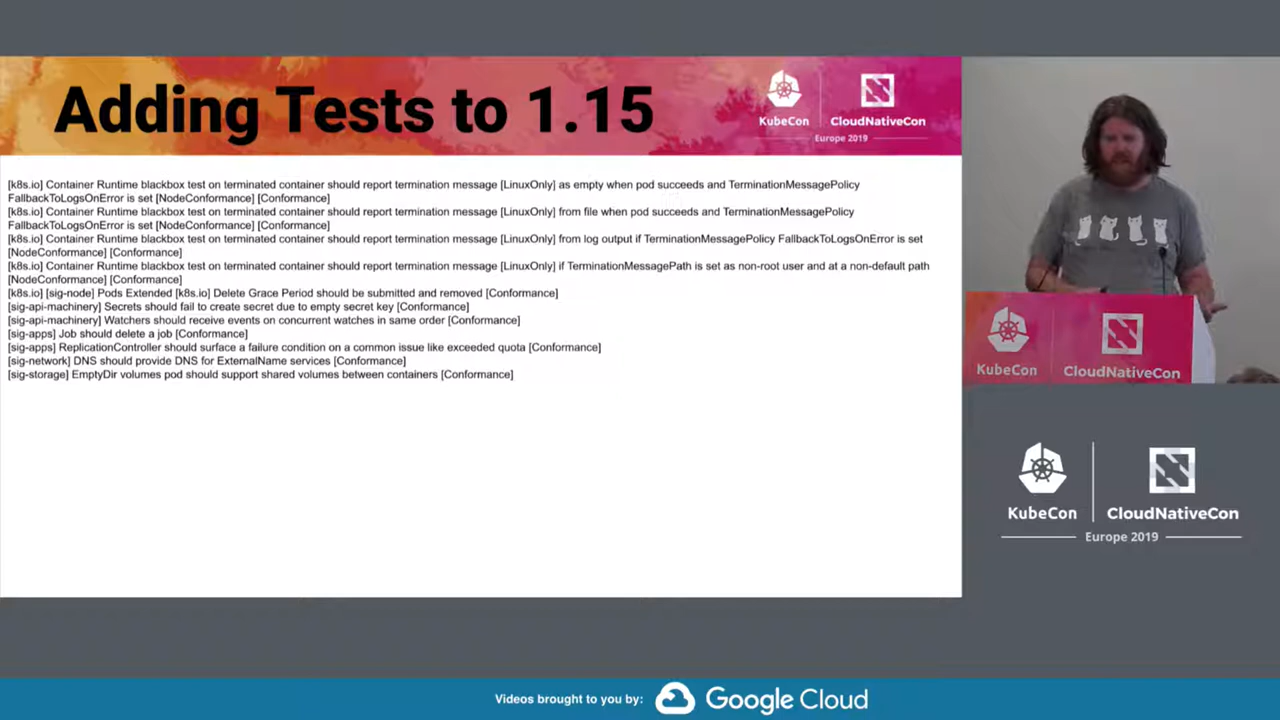 Adding Tests to 1.15
KubeCon
CloudNativeCon
Europe 2019
[k8s.io] Container Runtime blackbox test on terminated container should report termination message [LinuxOnly] as empty when pod succeeds and TerminationMessagePolicy
FallbackToLogsOnError is set [NodeConformance] [Conformance]
[k8s.io] Container Runtime blackbox test on terminated container should report termination message [LinuxOnly] from file when pod succeeds and TerminationMessagePolicy
FallbackToLogsOnError is set [NodeConformance] [Conformance]
[k8s.io] Container Runtime blackbox test on terminated container should report termination message [LinuxOnly] from log output if TerminationMessagePolicy FallbackToLogsOnError is set
[NodeConformance] [Conformance]
[k8s.io] Container Runtime blackbox test on terminated container should report termination message [LinuxOnly] if TerminationMessagePath is set as non-root user and at a non-default path
[NodeConformance] [Conformance]
[k8s.io] [sig-node] Pods Extended [k8s.io] Delete Grace Period should be submitted and removed [Conformance]
[sig-api-machinery] Secrets should fail to create secret due to empty secret key [Conformance]
[sig-api-machinery] Watchers should receive events on concurrent watches in same order [Conformance]
[sig-apps] Job should delete a job [Conformance]
[sig-apps] ReplicationController should surface a failure condition on a common issue like exceeded quota [Conformance]
[sig-network] DNS should provide DNS for ExternalName services [Conformance]
[sig-storage] EmptyDir volumes pod should support shared volumes between containers [Conformance]
KubeCon
CloudNativeCon
KubeCon
CloudNativeCon
Europe 2019
Videos brought to you by:
Google Cloud